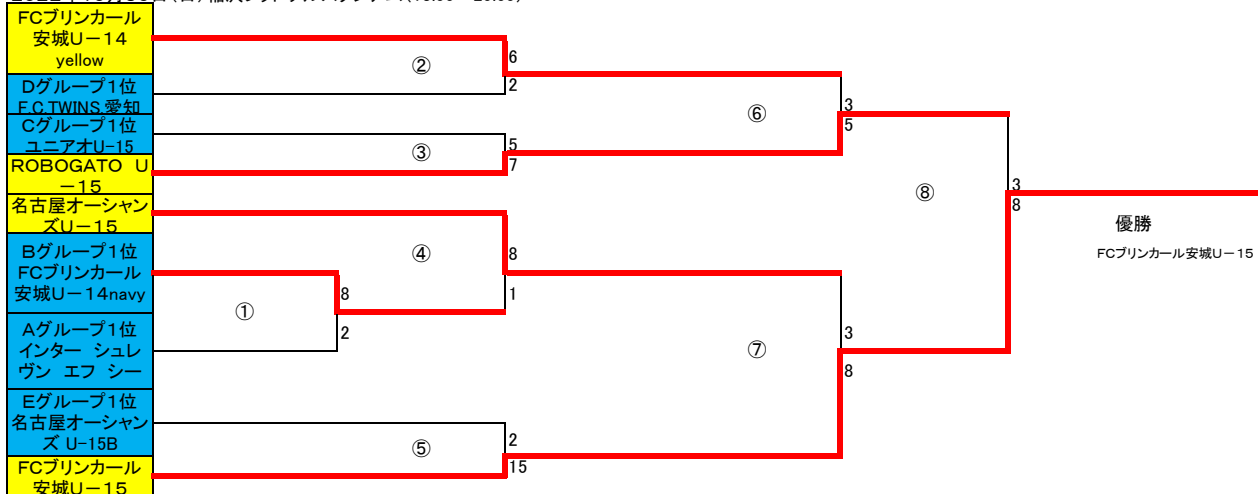 FCブリンカール
安城U－14
yellow
Dグループ1位
F.C.TWINS.愛知
Cグループ1位
ユニアオU-15
ROBOGATO U
－15
名古屋オーシャン
ズU－15
Bグループ1位
FCブリンカール
安城U－14navy
Aグループ1位
インター シュレ
ヴン エフ シー
Eグループ1位
名古屋オーシャン
ズ U-15B
FCブリンカール
安城U－15
②
6
2
③
5
7
④
8
1
①
8
2
⑤
2
15
⑥
3
5
⑦
3
8
⑧
3
8
優勝
FCブリンカール安城U－15